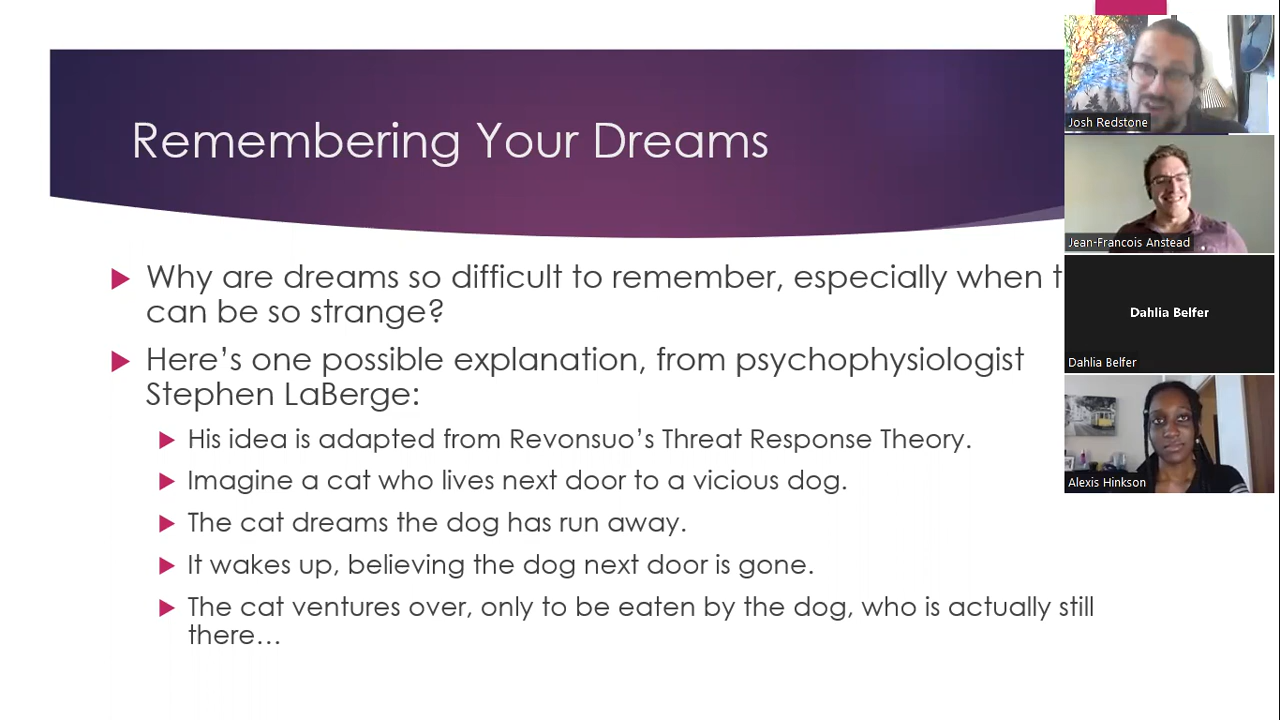 Remembering Your Dreams
Why are dreams so difficult to remember, especially when
can be so strange?
Here's one possible explanation, from psychophysiologist
Stephen LaBerge:
His idea is adapted from Revonsuo's Threat Response Theory.
Imagine a cat who lives next door to a vicious dog.
The cat dreams the dog has run away.
It wakes up, believing the dog next door is gone.
The cat ventures over, only to be eaten by the dog, who is actually still
there…
Josh Redstone
Jean-Francois Anstead
Dahlia Belfer
Dahlia Belfer
Alexis Hinkson